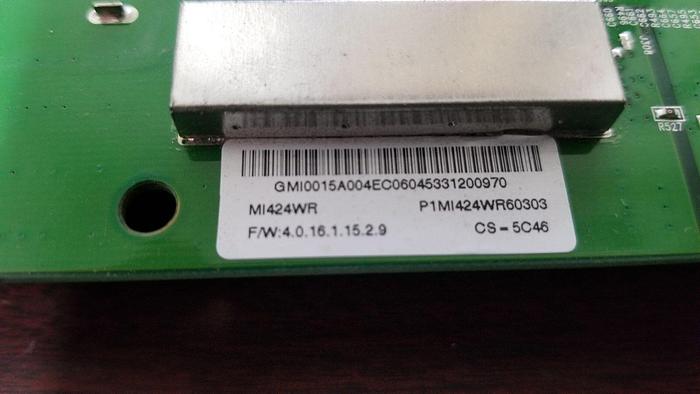 GMI0015A004EC06045331200970
MI424WR P1MI424WR60303
F/W:4.0.16.1.15.2.9 CS-5C46
R527